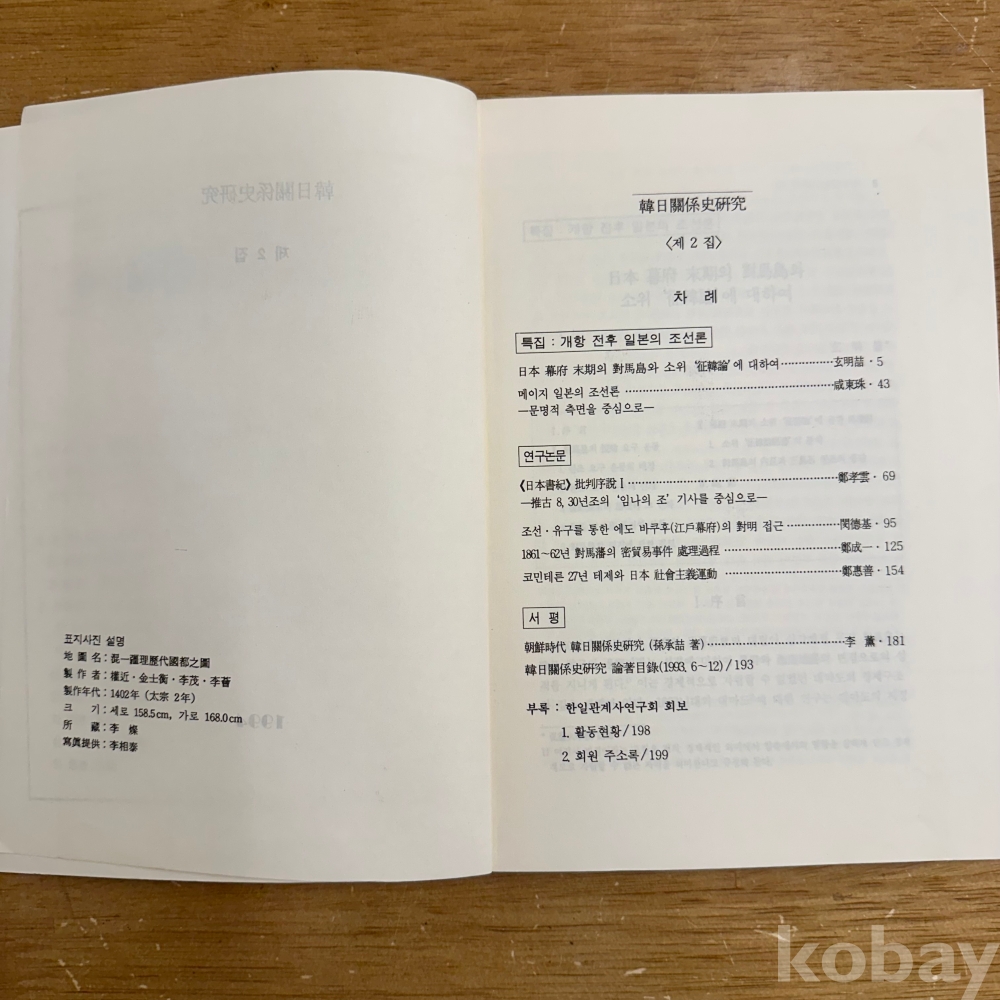 표지사진 설명
地 圖 名 : 混一疆理歷代國都之圖
製 作 者 : 權近·金士衡·李茂·李薈
製作年代 : 1402年 (太宗 2年)
크 기 : 세로 158.5cm, 가로 168.0cm
所 藏 : 李 燦
寫眞提供 : 李相泰
韓日關係史硏究
〈제 2 집〉
차 례
특집 : 개항 전후 일본의 조선론
日本 幕府 末期의 對馬島와 소위 '征韓論'에 대하여 ·············· 玄明喆 · 5
메이지 일본의 조선론 ·············· 咸東珠 · 43
—문명적 측면을 중심으로—
연구논문
《日本書紀》 批判序說 I ·············· 鄭孝雲 · 69
—推古 8, 30년조의 '임나의 조' 기사를 중심으로—
조선·유구를 통한 에도 바쿠후(江戶幕府)의 對明 접근 ·············· 閔德基 · 95
1861~62년 對馬藩의 密貿易事件 處理過程 ·············· 鄭成一 · 125
코민테른 27년 테제와 日本 社會主義運動 ·············· 鄭惠善 · 154
서 평
朝鮮時代 韓日關係史硏究 (孫承喆 著) ·············· 李 薰 · 181
韓日關係史硏究 論著目錄(1993, 6~12)/193
부록 : 한일관계사연구회 회보
1. 활동현황/198
2. 회원 주소록/199
kobay